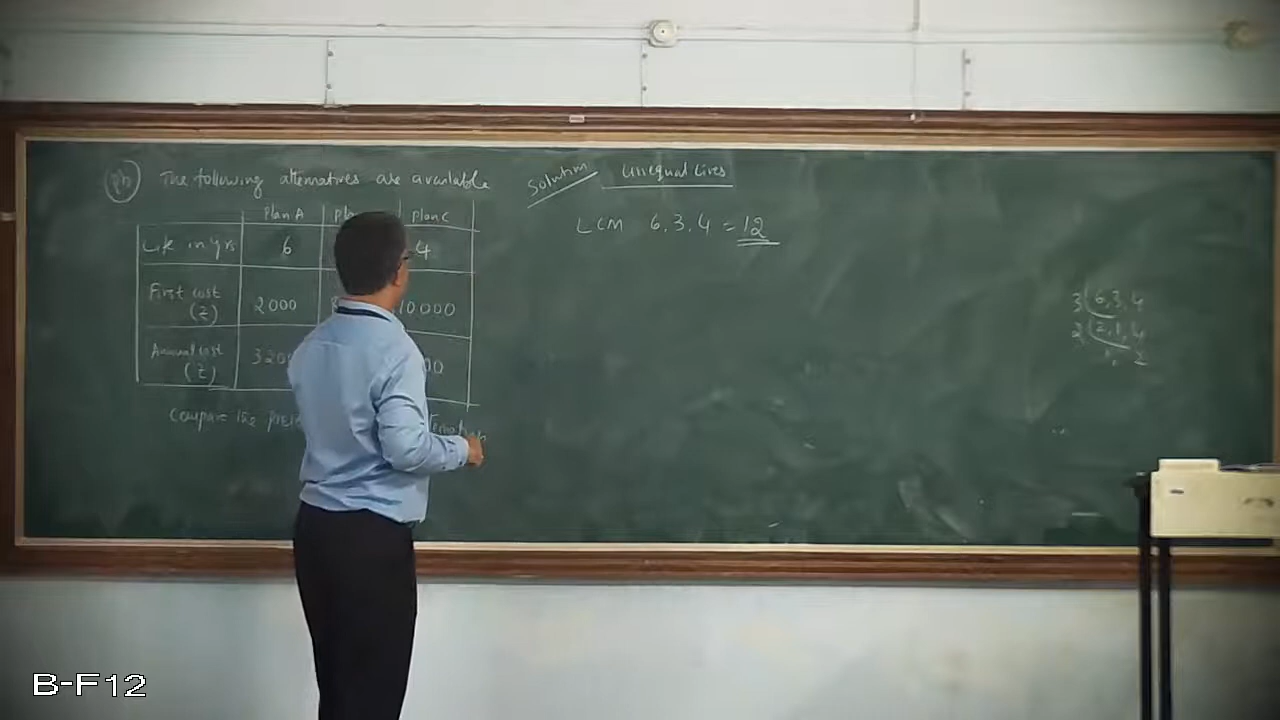 Pb The following alternatives are available
Plan A Plan C
Life in yrs 6 4
First cost (₹) 2000 10000
Annual cost (₹)
Compare the
Solution Unequal Lives
LCM 6, 3, 4 = 12
3 6, 3, 4
2 2, 1, 4
1, 2
B-F12